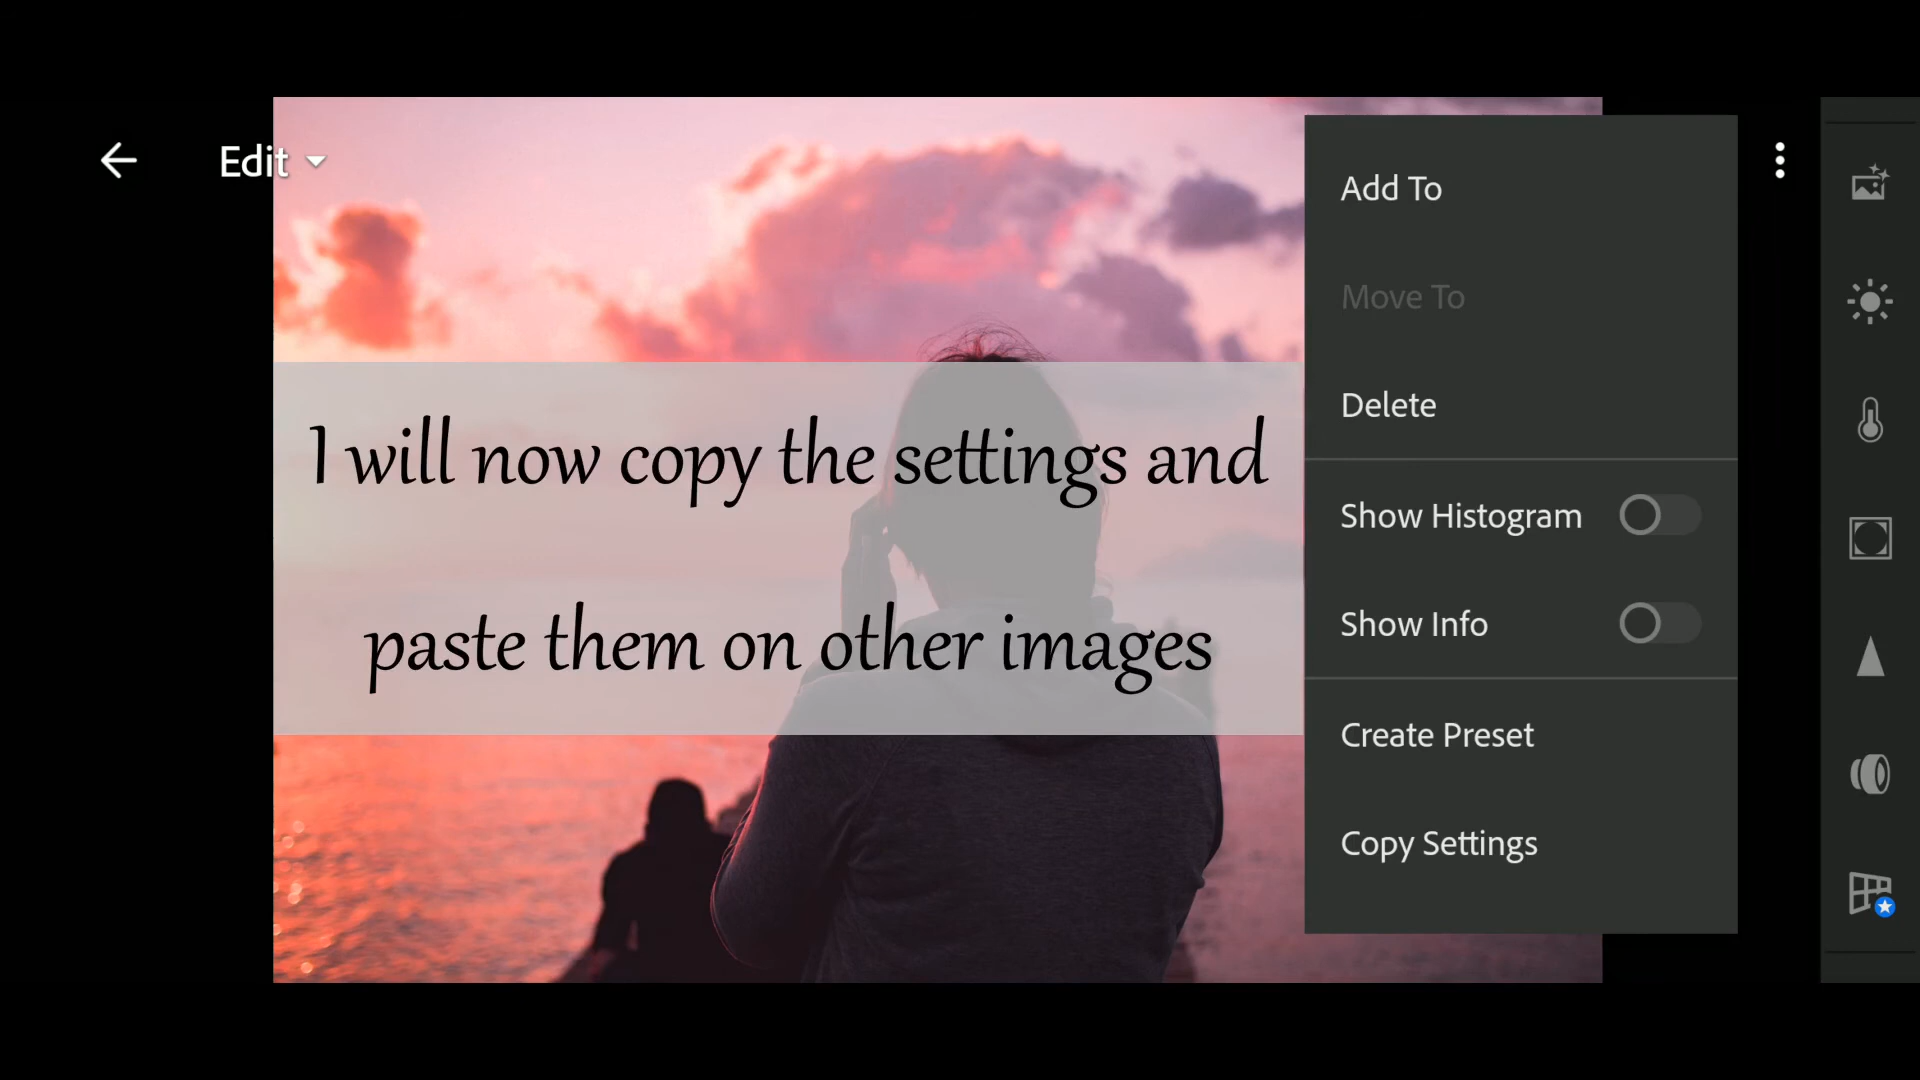 Edit
I will now copy the settings and
paste them on other images
Add To
Move To
Delete
Show Histogram
Show Info
Create Preset
Copy Settings